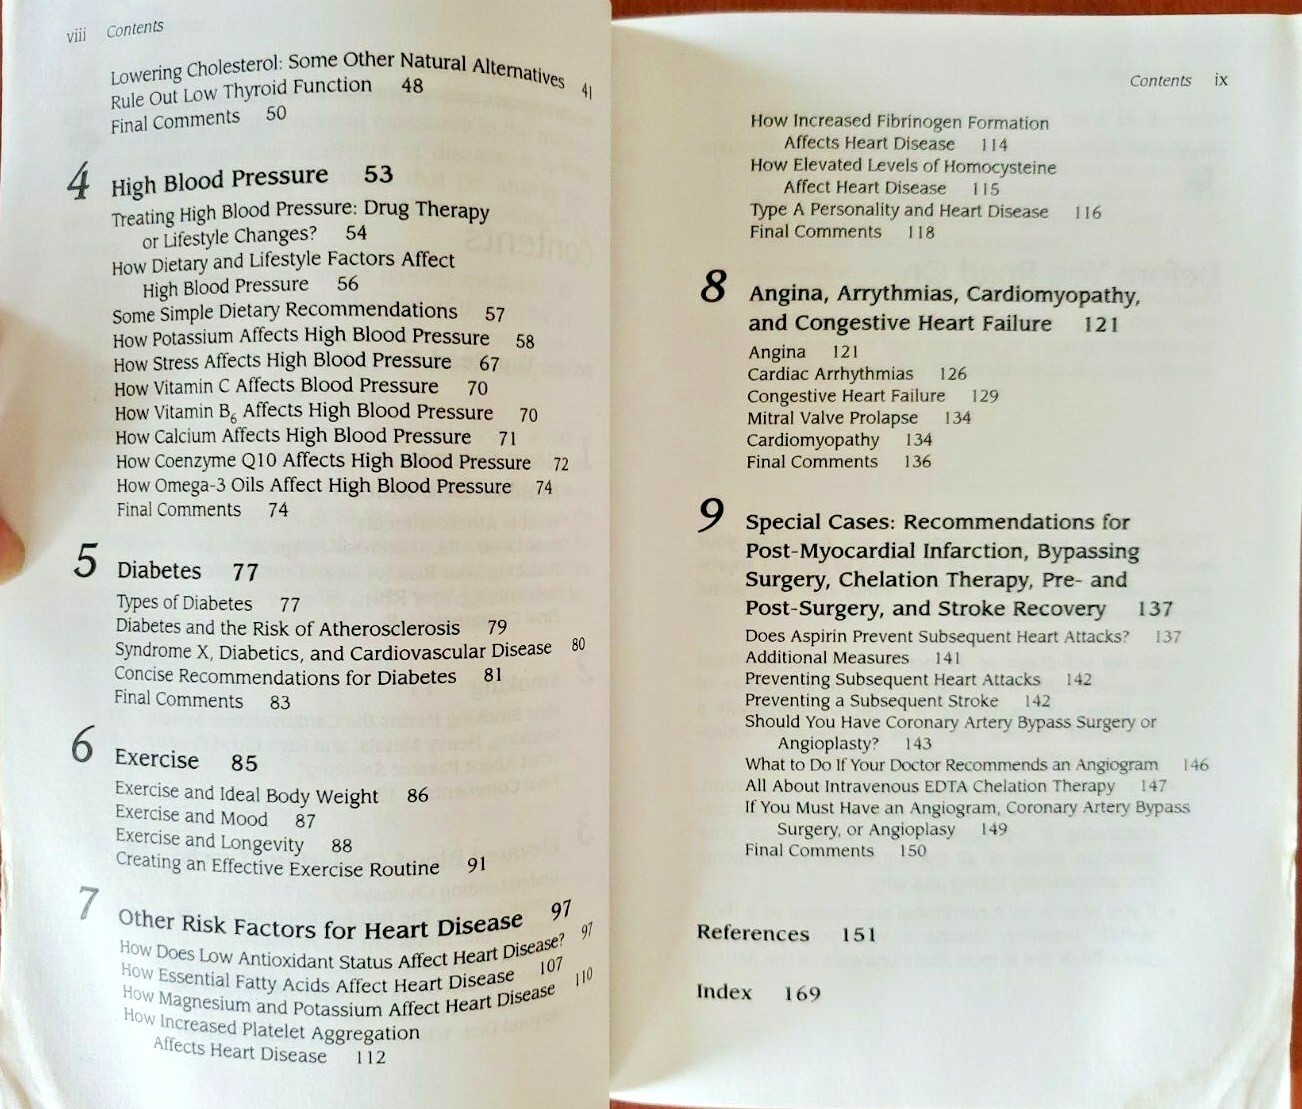 viii Contents
Lowering Cholesterol: Some Other Natural Alternatives 41
Rule Out Low Thyroid Function 48
Final Comments 50
4 High Blood Pressure 53
Treating High Blood Pressure: Drug Therapy
or Lifestyle Changes? 54
How Dietary and Lifestyle Factors Affect
High Blood Pressure 56
Some Simple Dietary Recommendations 57
How Potassium Affects High Blood Pressure 58
How Stress Affects High Blood Pressure 67
How Vitamin C Affects Blood Pressure 70
How Vitamin B6 Affects High Blood Pressure 70
How Calcium Affects High Blood Pressure 71
How Coenzyme Q10 Affects High Blood Pressure 72
How Omega-3 Oils Affect High Blood Pressure 74
Final Comments 74
5 Diabetes 77
Types of Diabetes 77
Diabetes and the Risk of Atherosclerosis 79
Syndrome X, Diabetics, and Cardiovascular Disease 80
Concise Recommendations for Diabetes 81
Final Comments 83
6 Exercise 85
Exercise and Ideal Body Weight 86
Exercise and Mood 87
Exercise and Longevity 88
Creating an Effective Exercise Routine 91
7 Other Risk Factors for Heart Disease 97
How Does Low Antioxidant Status Affect Heart Disease? 97
How Essential Fatty Acids Affect Heart Disease 107
How Magnesium and Potassium Affect Heart Disease 110
How Increased Platelet Aggregation
Affects Heart Disease 112
Contents ix
How Increased Fibrinogen Formation
Affects Heart Disease 114
How Elevated Levels of Homocysteine
Affect Heart Disease 115
Type A Personality and Heart Disease 116
Final Comments 118
8 Angina, Arrythmias, Cardiomyopathy,
and Congestive Heart Failure 121
Angina 121
Cardiac Arrhythmias 126
Congestive Heart Failure 129
Mitral Valve Prolapse 134
Cardiomyopathy 134
Final Comments 136
9 Special Cases: Recommendations for
Post-Myocardial Infarction, Bypassing
Surgery, Chelation Therapy, Pre- and
Post-Surgery, and Stroke Recovery 137
Does Aspirin Prevent Subsequent Heart Attacks? 137
Additional Measures 141
Preventing Subsequent Heart Attacks 142
Preventing a Subsequent Stroke 142
Should You Have Coronary Artery Bypass Surgery or
Angioplasty? 143
What to Do If Your Doctor Recommends an Angiogram 146
All About Intravenous EDTA Chelation Therapy 147
If You Must Have an Angiogram, Coronary Artery Bypass
Surgery, or Angioplasy 149
Final Comments 150
References 151
Index 169